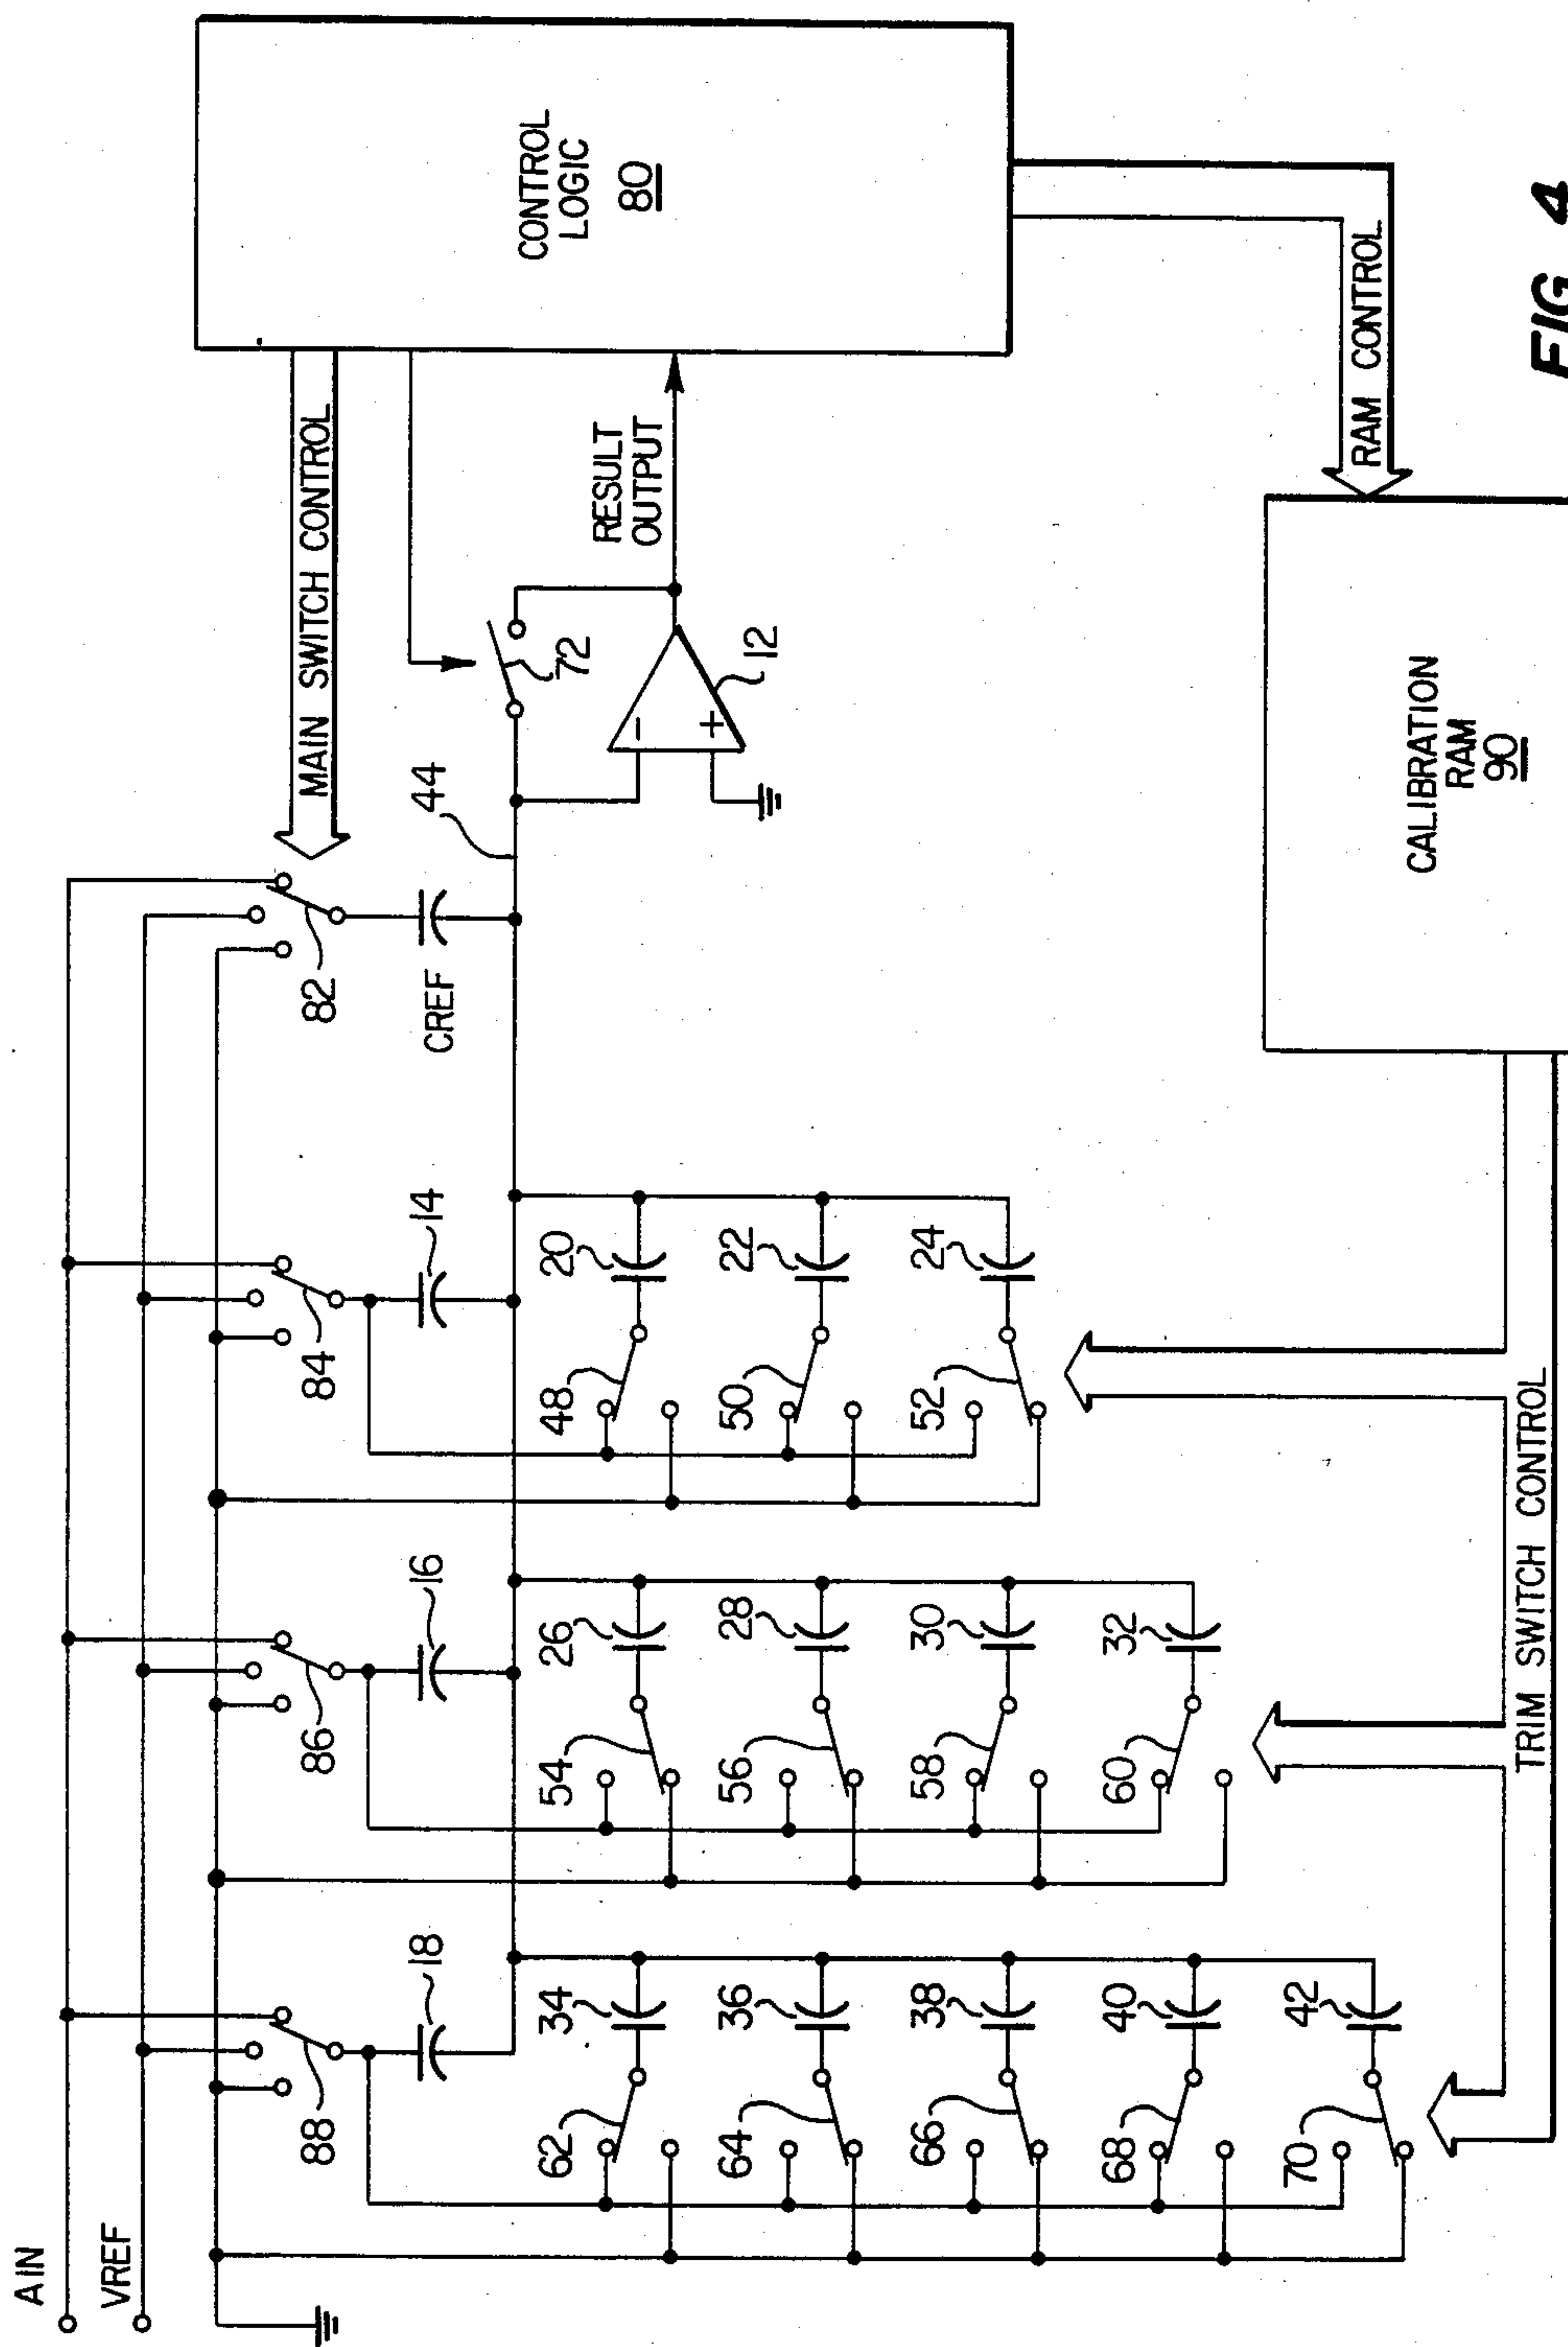 AIN
VREF
88
86
84
82
MAIN SWITCH CONTROL
18
16
14
CREF
44
72
12
RESULT
OUTPUT
CONTROL
LOGIC
80
34
26
20
62
54
48
36
28
22
64
56
50
38
30
24
66
58
52
40
32
68
60
42
70
TRIM SWITCH CONTROL
CALIBRATION
RAM
90
RAM CONTROL
FIG. 4